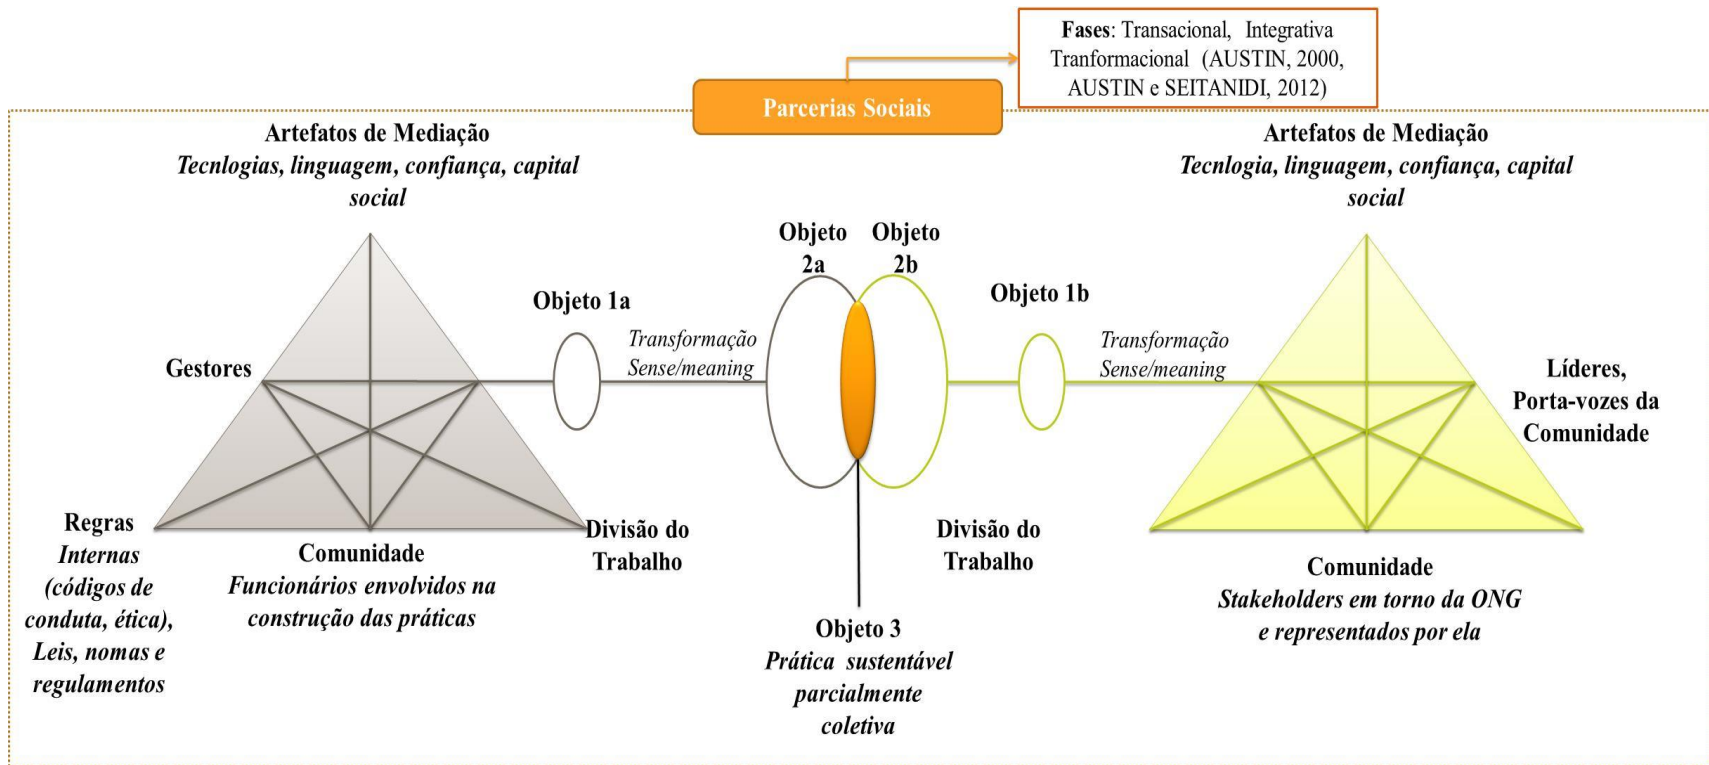 Fases: Transacional, Integrativa
Tranformacional (AUSTIN, 2000,
AUSTIN e SEITANIDI, 2012)
Parcerias Sociais
Artefatos de Mediação
Tecnlogias, linguagem, confiança, capital
social
Artefatos de Mediação
Tecnlogia, linguagem, confiança, capital
social
Objeto
2a
Objeto
2b
Objeto 1a
Objeto 1b
Transformação
Sense/meaning
Transformação
Sense/meaning
Gestores
Líderes,
Porta-vozes da
Comunidade
Regras
Internas
(códigos de
conduta, ética),
Leis, nomas e
regulamentos
Comunidade
Funcionários envolvidos na
construção das práticas
Divisão do
Trabalho
Divisão do
Trabalho
Comunidade
Stakeholders em torno da ONG
e representados por ela
Objeto 3
Prática sustentável
parcialmente
coletiva